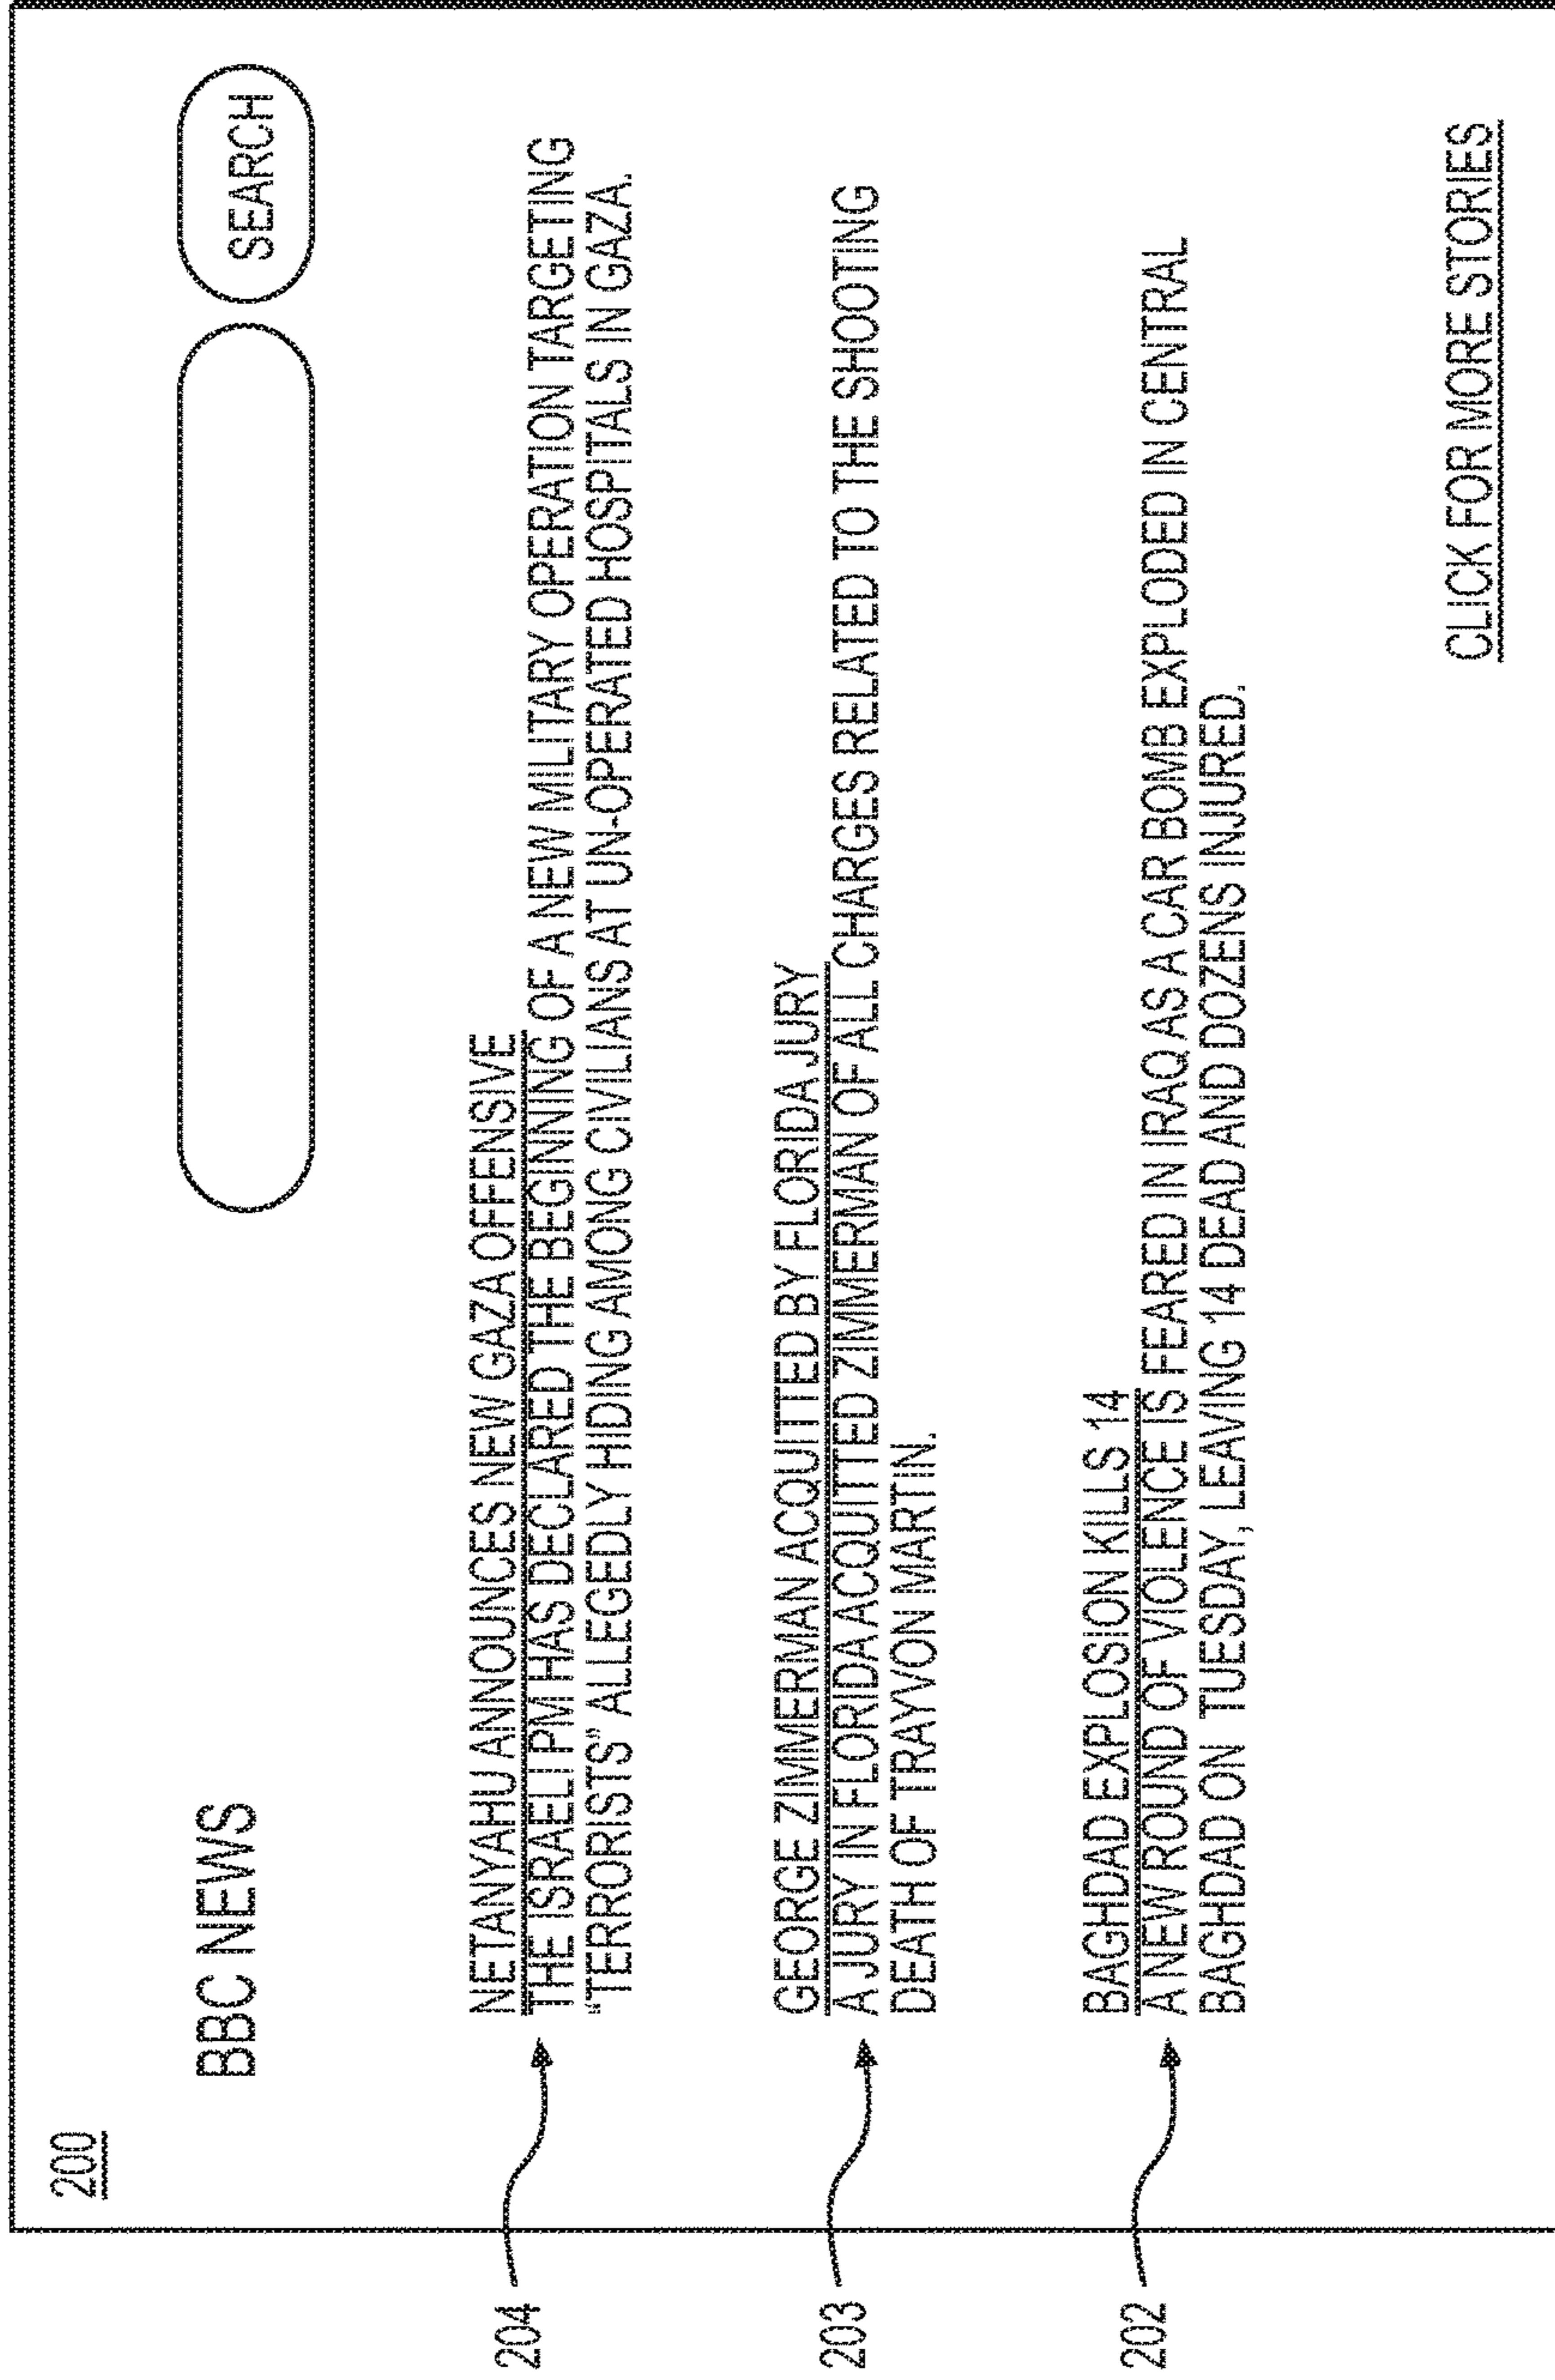 200
BBC NEWS
SEARCH
204
NETANYAHU ANNOUNCES NEW GAZA OFFENSIVE
THE ISRAELI PM HAS DECLARED THE BEGINNING OF A NEW MILITARY OPERATION TARGETING
“TERRORISTS” ALLEGEDLY HIDING AMONG CIVILIANS AT UN-OPERATED HOSPITALS IN GAZA.
203
GEORGE ZIMMERMAN ACQUITTED BY FLORIDA JURY
A JURY IN FLORIDA ACQUITTED ZIMMERMAN OF ALL CHARGES RELATED TO THE SHOOTING
DEATH OF TRAYVON MARTIN.
202
BAGHDAD EXPLOSION KILLS 14
A NEW ROUND OF VIOLENCE IS FEARED IN IRAQ AS A CAR BOMB EXPLODED IN CENTRAL
BAGHDAD ON TUESDAY, LEAVING 14 DEAD AND DOZENS INJURED.
CLICK FOR MORE STORIES